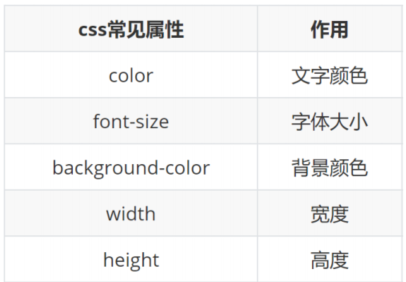 css常见属性 作用
color 文字颜色
font-size 字体大小
background-color 背景颜色
width 宽度
height 高度